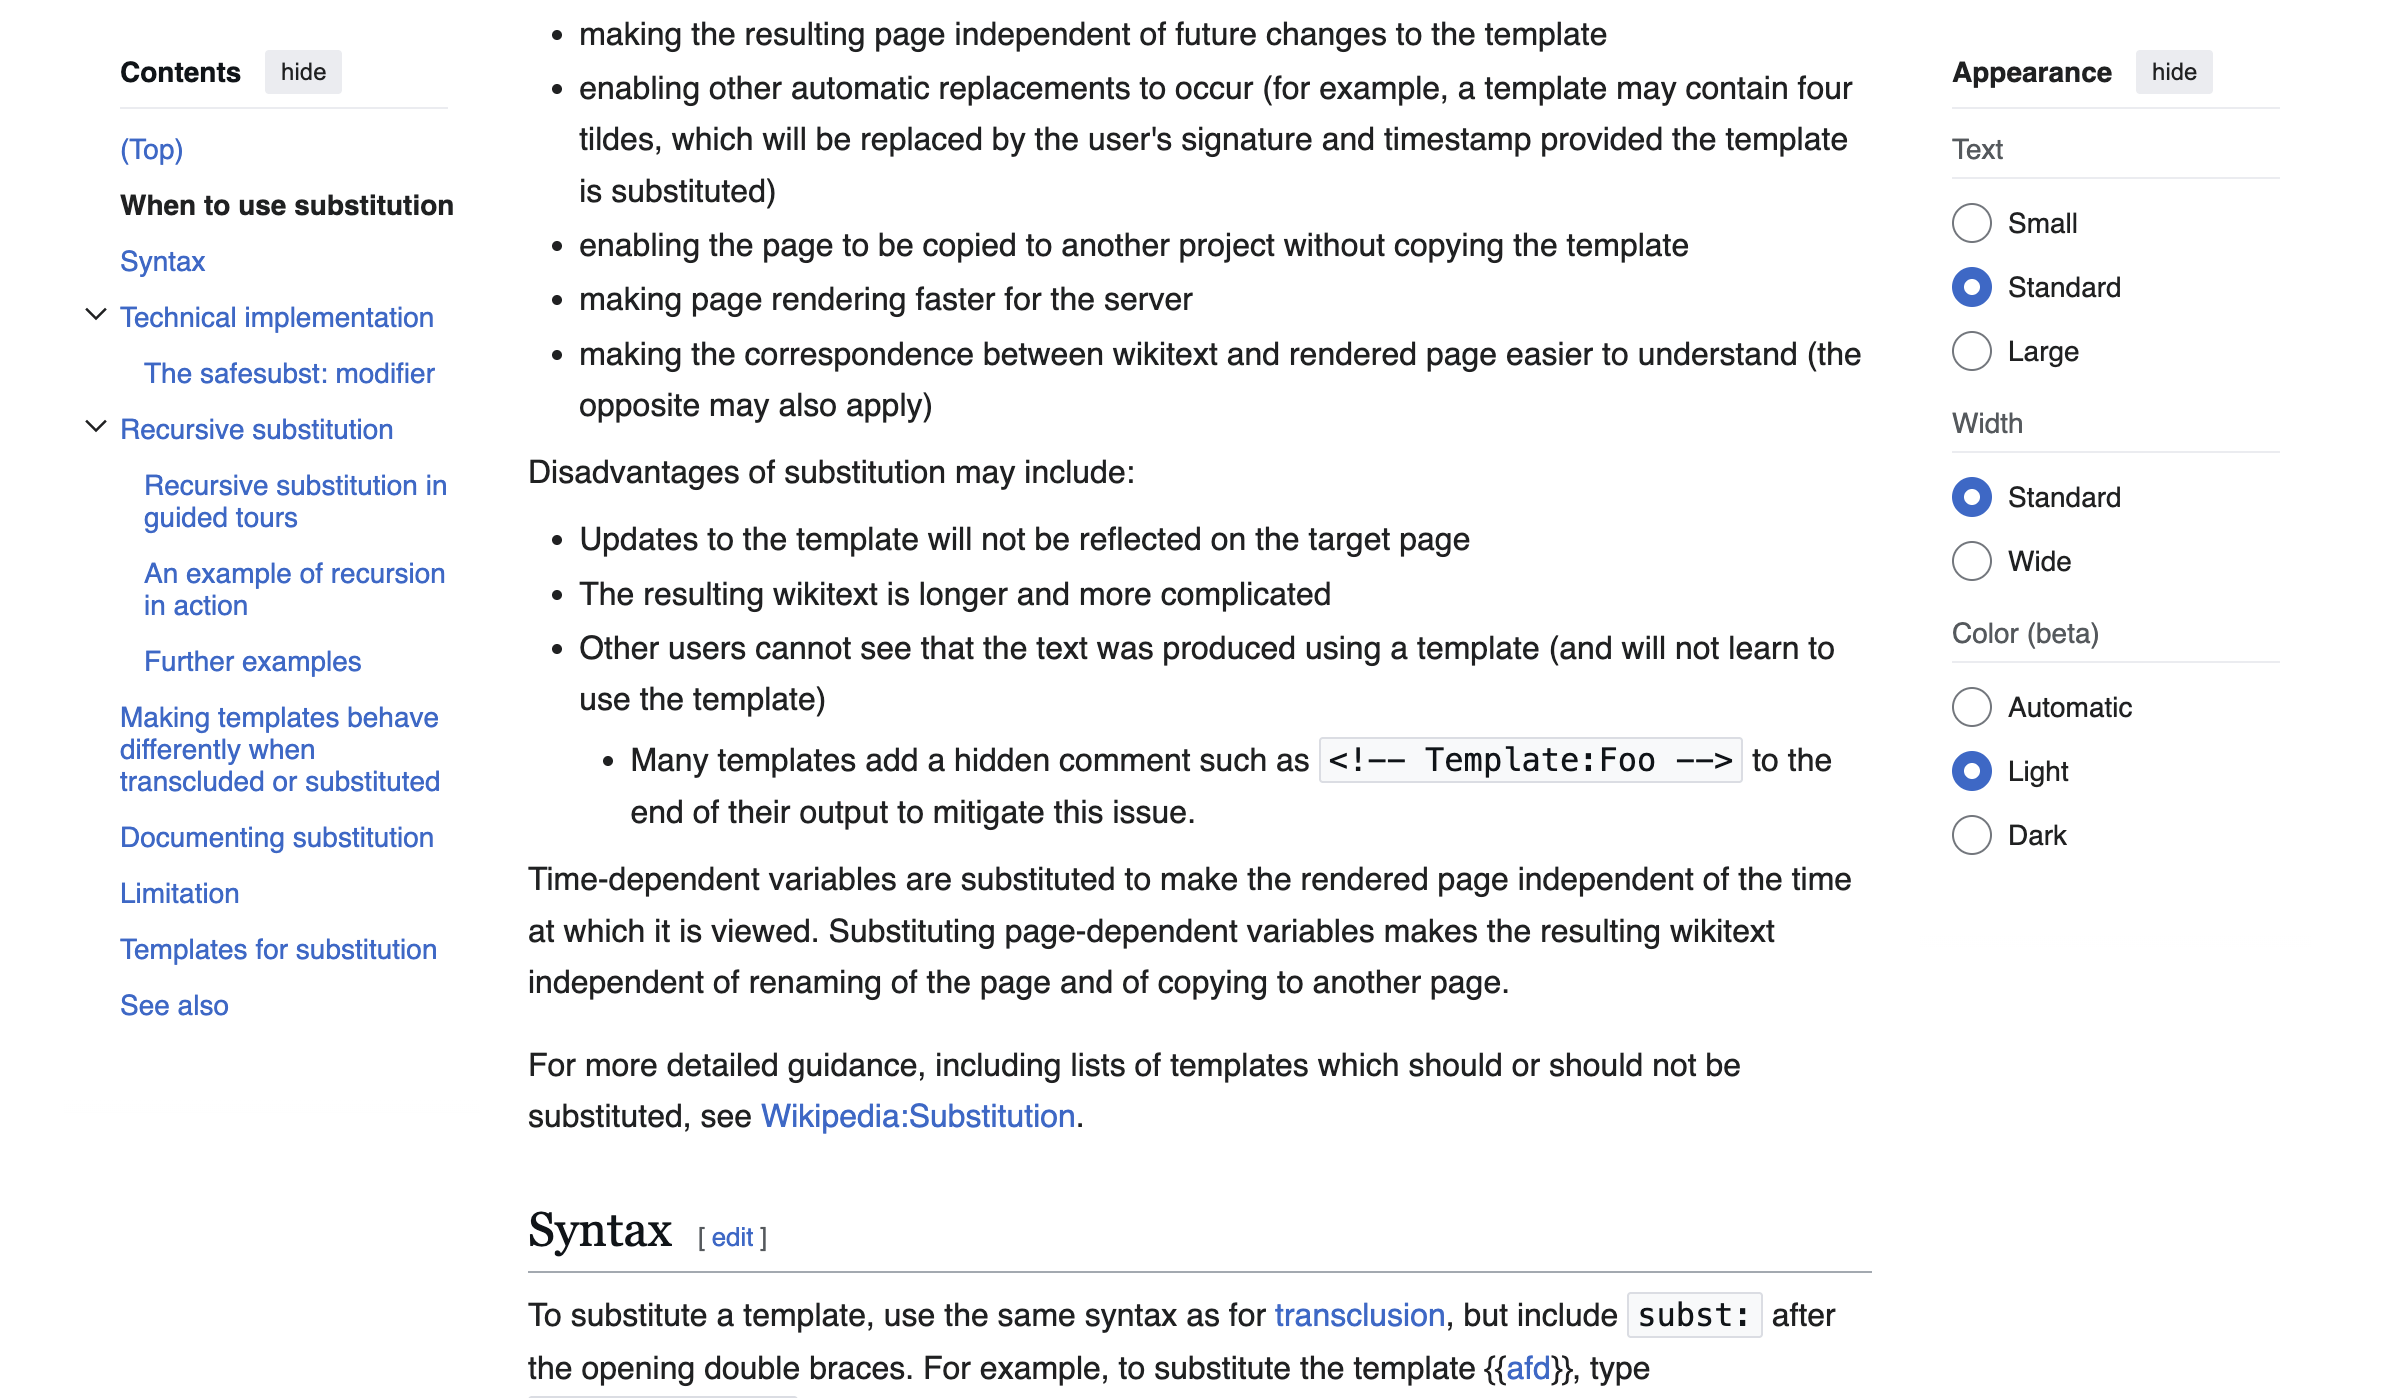 Contents hide
(Top)
When to use substitution
Syntax
Technical implementation
The safesubst: modifier
Recursive substitution
Recursive substitution in
guided tours
An example of recursion
in action
Further examples
Making templates behave
differently when
transcluded or substituted
Documenting substitution
Limitation
Templates for substitution
See also
• making the resulting page independent of future changes to the template
• enabling other automatic replacements to occur (for example, a template may contain four
tildes, which will be replaced by the user's signature and timestamp provided the template
is substituted)
• enabling the page to be copied to another project without copying the template
• making page rendering faster for the server
• making the correspondence between wikitext and rendered page easier to understand (the
opposite may also apply)
Disadvantages of substitution may include:
• Updates to the template will not be reflected on the target page
• The resulting wikitext is longer and more complicated
• Other users cannot see that the text was produced using a template (and will not learn to
use the template)
• Many templates add a hidden comment such as <!-- Template:Foo --> to the
end of their output to mitigate this issue.
Time-dependent variables are substituted to make the rendered page independent of the time
at which it is viewed. Substituting page-dependent variables makes the resulting wikitext
independent of renaming of the page and of copying to another page.
For more detailed guidance, including lists of templates which should or should not be
substituted, see Wikipedia:Substitution.
Syntax [ edit ]
To substitute a template, use the same syntax as for transclusion, but include subst: after
the opening double braces. For example, to substitute the template {{afd}}, type
Appearance hide
Text
Small
Standard
Large
Width
Standard
Wide
Color (beta)
Automatic
Light
Dark